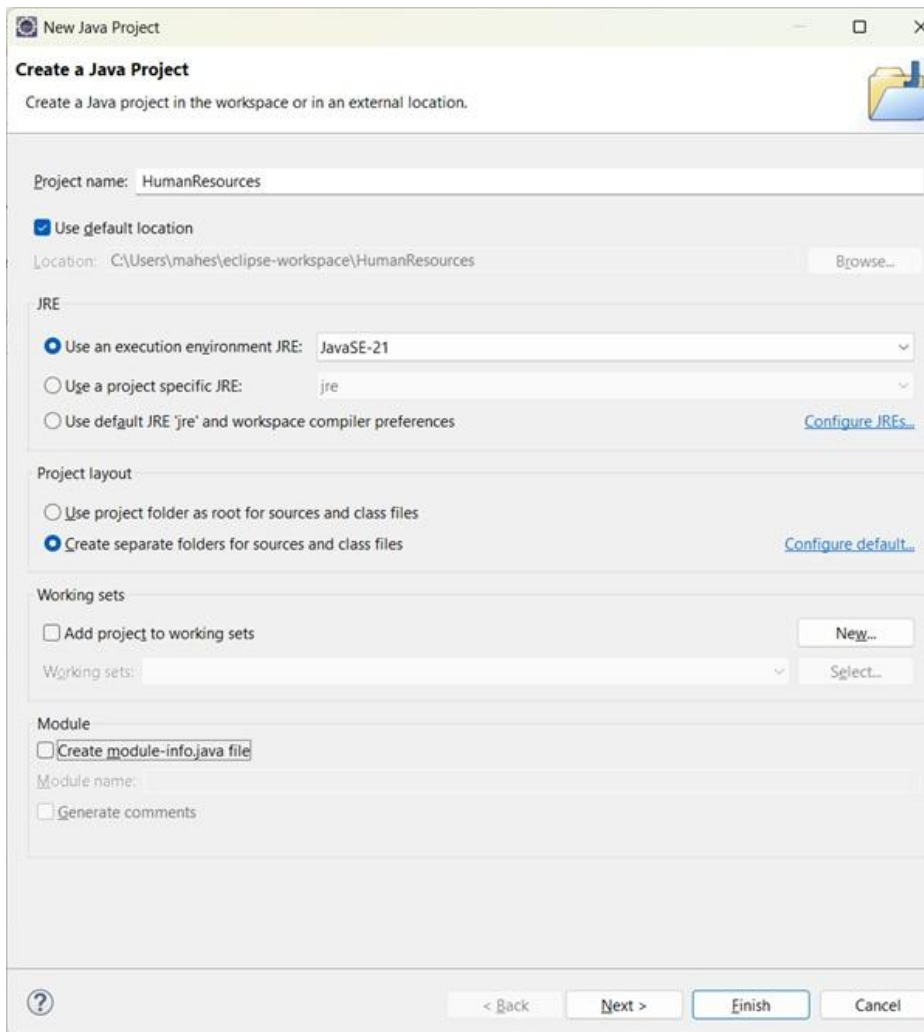 New Java Project
Create a Java Project
Create a Java project in the workspace or in an external location.
Project name: HumanResources
Use default location
Location: C:\Users\mahes\eclipse-workspace\HumanResources Browse...
JRE
Use an execution environment JRE: JavaSE-21
Use a project specific JRE: jre
Use default JRE 'jre' and workspace compiler preferences Configure JREs...
Project layout
Use project folder as root for sources and class files
Create separate folders for sources and class files Configure default...
Working sets
Add project to working sets New...
Working sets: Select...
Module
Create module-info.java file
Module name:
Generate comments
? < Back Next > Finish Cancel